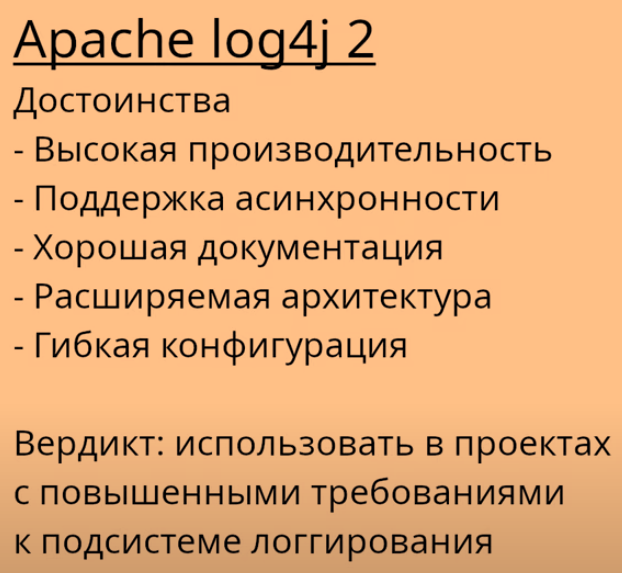 Apache log4j 2
Достоинства
- Высокая производительность
- Поддержка асинхронности
- Хорошая документация
- Расширяемая архитектура
- Гибкая конфигурация
Вердикт: использовать в проектах
с повышенными требованиями
к подсистеме логгирования